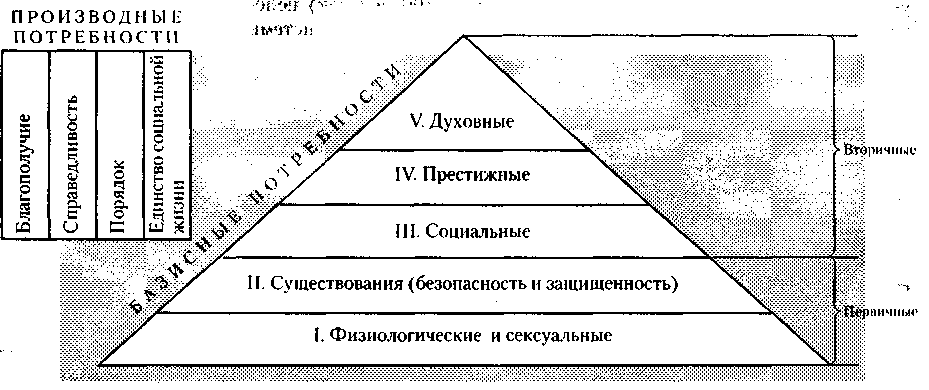 ПРОИЗВОДНЫЕ
ПОТРЕБНОСТИ
Благополучие
Справедливость
Порядок
Единство социальной
жизни
БАЗИСНЫЕ ПОТРЕБНОСТИ
V. Духовные
IV. Престижные
III. Социальные
II. Существования (безопасность и защищенность)
I. Физиологические и сексуальные
Вторичные
Первичные